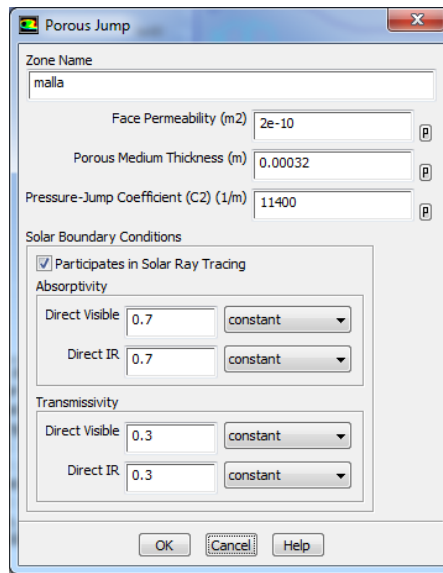 Porous Jump
Zone Name
malla
Face Permeability (m2) 2e-10 P
Porous Medium Thickness (m) 0.00032 P
Pressure-Jump Coefficient (C2) (1/m) 11400 P
Solar Boundary Conditions
Participates in Solar Ray Tracing
Absorptivity
Direct Visible 0.7 constant
Direct IR 0.7 constant
Transmissivity
Direct Visible 0.3 constant
Direct IR 0.3 constant
OK Cancel Help